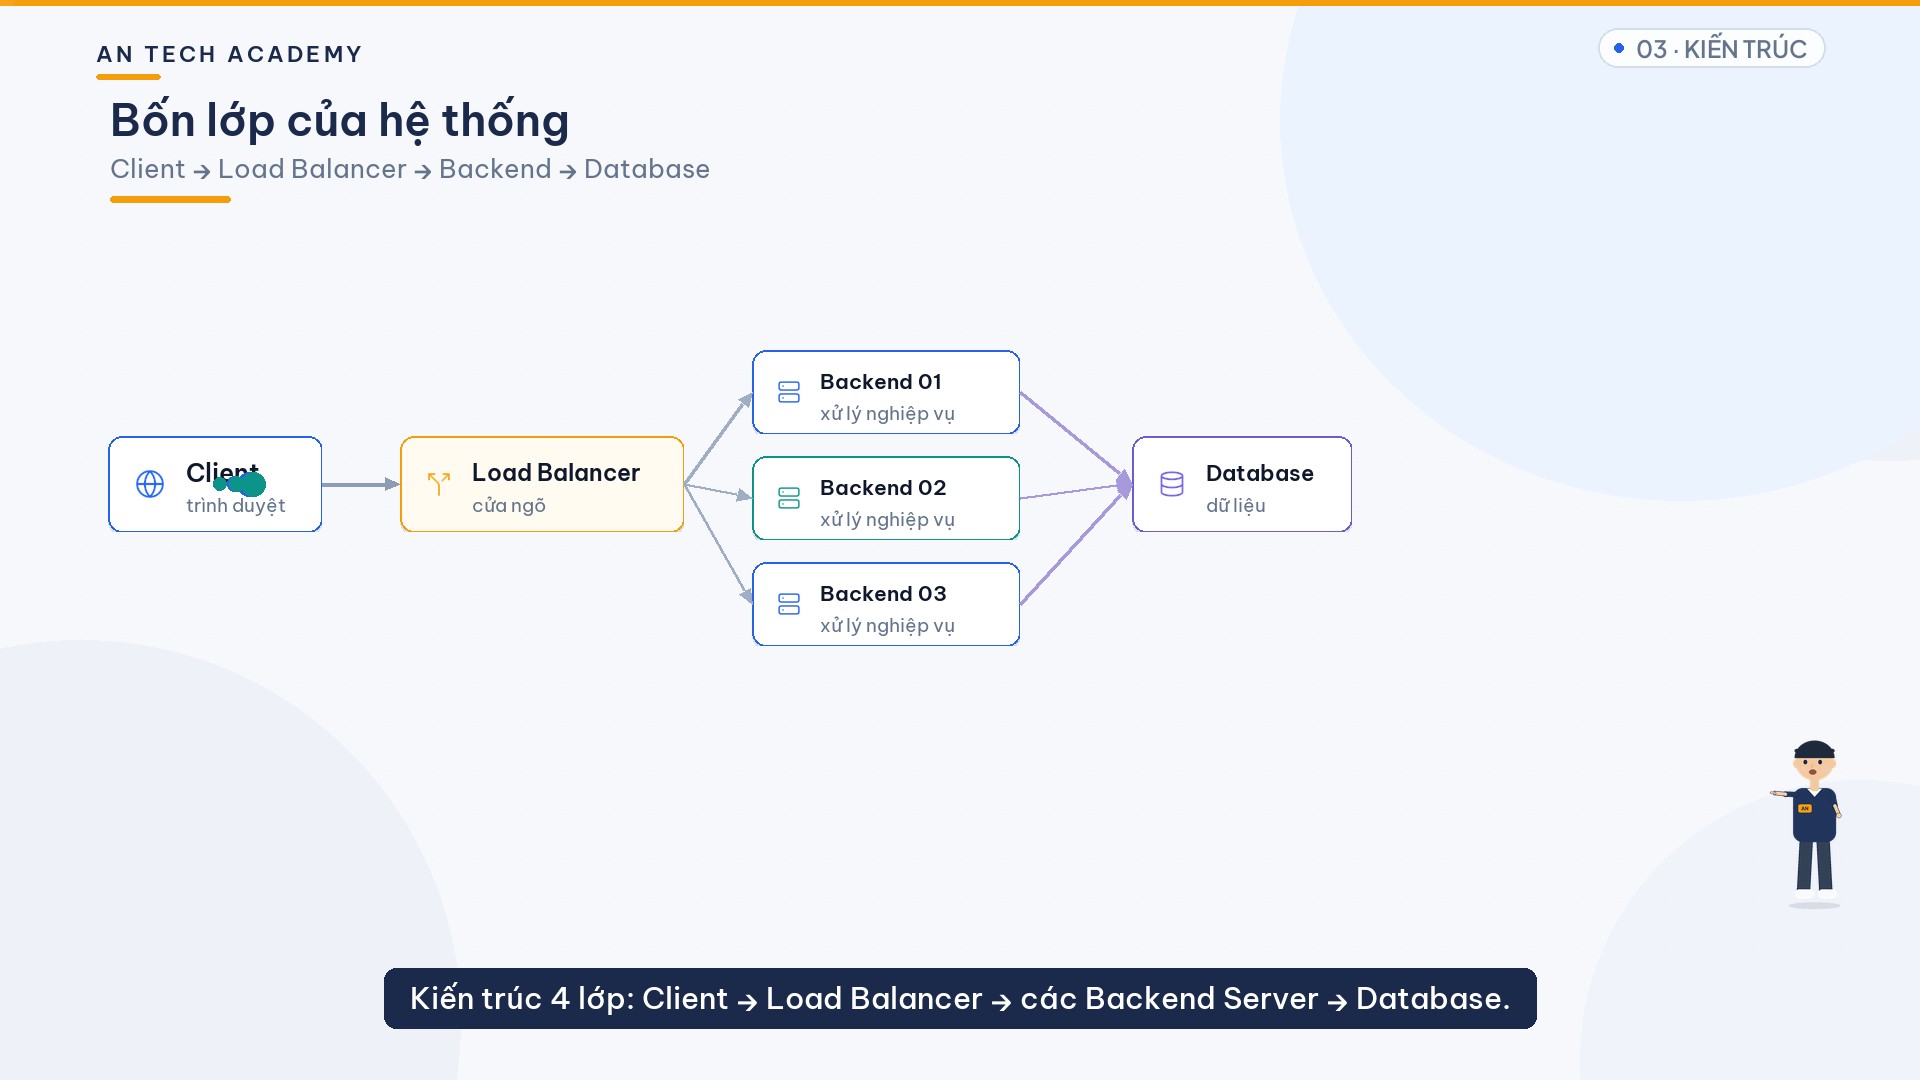 AN TECH ACADEMY
03 · KIẾN TRÚC
Bốn lớp của hệ thống
Client → Load Balancer → Backend → Database
Client
trình duyệt
Load Balancer
cửa ngõ
Backend 01
xử lý nghiệp vụ
Backend 02
xử lý nghiệp vụ
Backend 03
xử lý nghiệp vụ
Database
dữ liệu
AN
Kiến trúc 4 lớp: Client → Load Balancer → các Backend Server → Database.